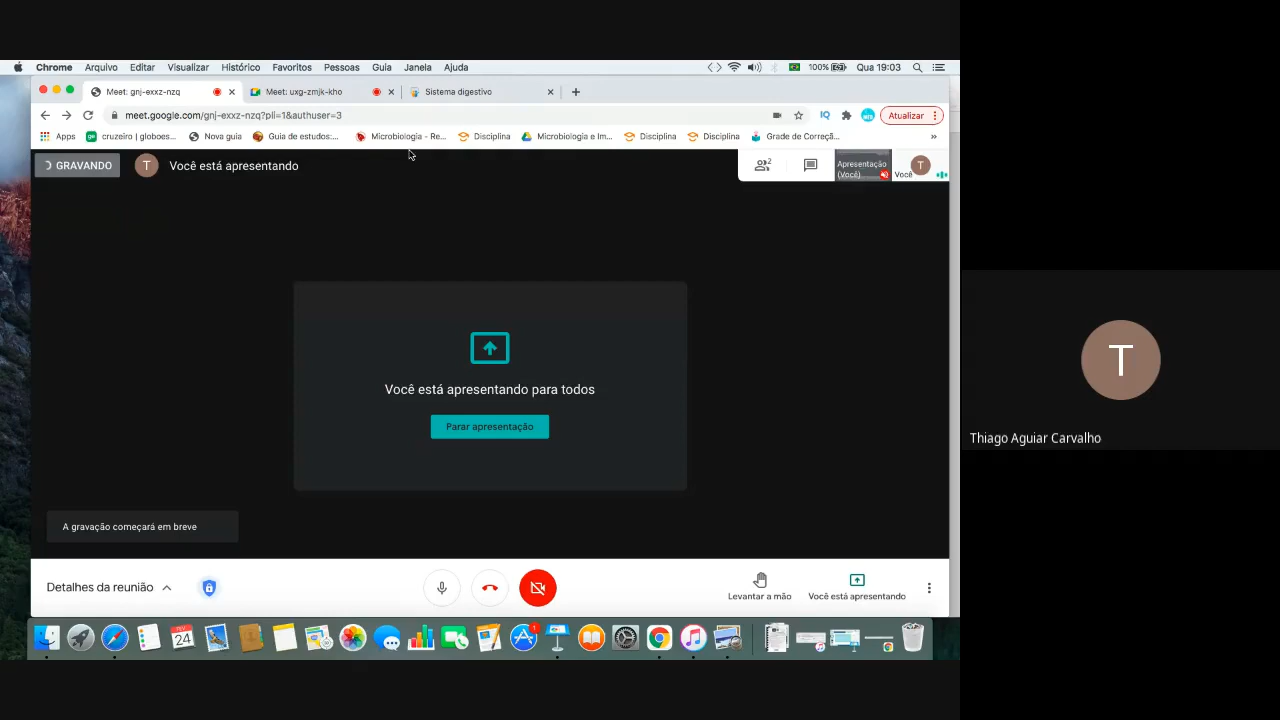 Chrome Arquivo Editar Visualizar Histórico Favoritos Pessoas Guia Janela Ajuda 100% Qua 19:03
Meet: gnj-exxz-nzq Meet: uxg-zmjk-kho Sistema digestivo
meet.google.com/gnj-exxz-nzq?pli=1&authuser=3 IQ Atualizar
Apps cruzeiro | globoes... Nova guia Guia de estudos:... Microbiologia - Re... Disciplina Microbiologia e Im... Disciplina Disciplina Grade de Correçã... »
GRAVANDO T Você está apresentando 2 Apresentação (Você) T Você
Você está apresentando para todos
Parar apresentação
T
Thiago Aguiar Carvalho
A gravação começará em breve
Detalhes da reunião Levantar a mão Você está apresentando
24 1